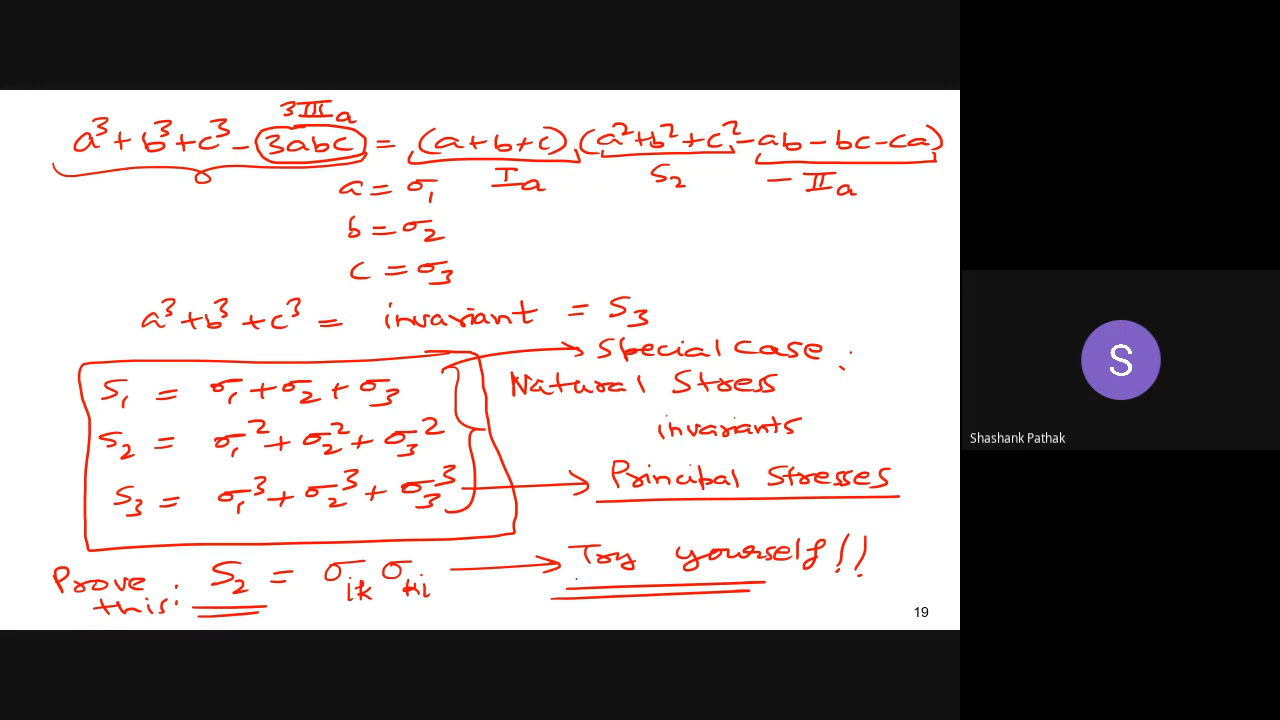 3IIIₐ
a³ + b³ + c³ - 3abc = (a + b + c) (a² + b² + c² - ab - bc - ca)
Iₐ S₂ - IIₐ
a = σ₁
b = σ₂
c = σ₃
a³ + b³ + c³ = invariant = S₃
→ Special case :
S₁ = σ₁ + σ₂ + σ₃
Natural Stress
S₂ = σ₁² + σ₂² + σ₃²
invariants
S₃ = σ₁³ + σ₂³ + σ₃³ → Principal Stresses
Prove this: S₂ = σᵢₖ σₖᵢ → Try yourself!!
19
S
Shashank Pathak